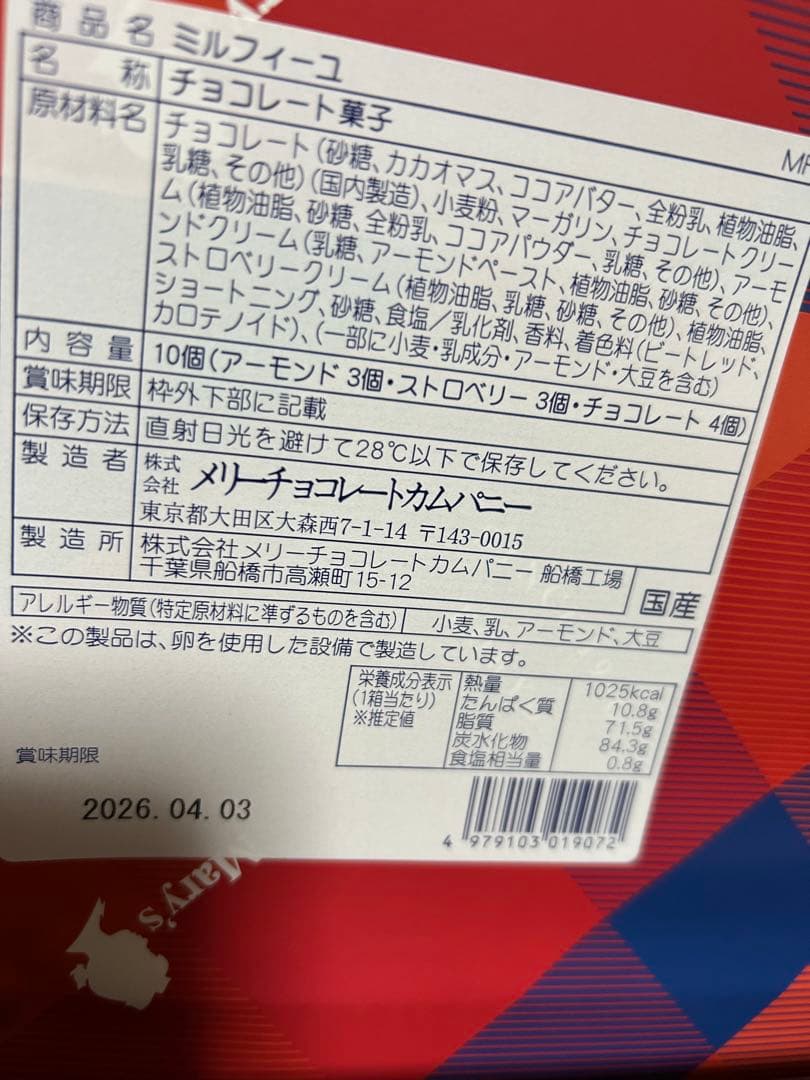 商品名 ミルフィーユ
名称 チョコレート菓子
原材料名 チョコレート(砂糖、カカオマス、ココアバター、全粉乳、植物油脂、
乳糖、その他)(国内製造)、小麦粉、マーガリン、チョコレートクリー
ム(植物油脂、砂糖、全粉乳、ココアパウダー、乳糖、その他)、アーモ
ンドクリーム(乳糖、アーモンドペースト、植物油脂、砂糖、その他)、
ストロベリークリーム(植物油脂、乳糖、砂糖、その他)、植物油脂、
ショートニング、砂糖、食塩/乳化剤、香料、着色料(ビートレッド、
カロテノイド)、(一部に小麦・乳成分・アーモンド・大豆を含む)
内容量 10個(アーモンド 3個・ストロベリー 3個・チョコレート 4個)
賞味期限 枠外下部に記載
保存方法 直射日光を避けて28℃以下で保存してください。
製造者 株式会社 メリーチョコレートカムパニー
東京都大田区大森西7-1-14 〒143-0015
製造所 株式会社メリーチョコレートカムパニー 船橋工場
千葉県船橋市高瀬町15-12
国産
アレルギー物質(特定原材料に準ずるものを含む) 小麦、乳、アーモンド、大豆
※この製品は、卵を使用した設備で製造しています。
栄養成分表示
(1箱当たり)
※推定値
熱量 1025kcal
たんぱく質 10.8g
脂質 71.5g
炭水化物 84.3g
食塩相当量 0.8g
賞味期限
2026.04.03
4 979103 019072
Mary's